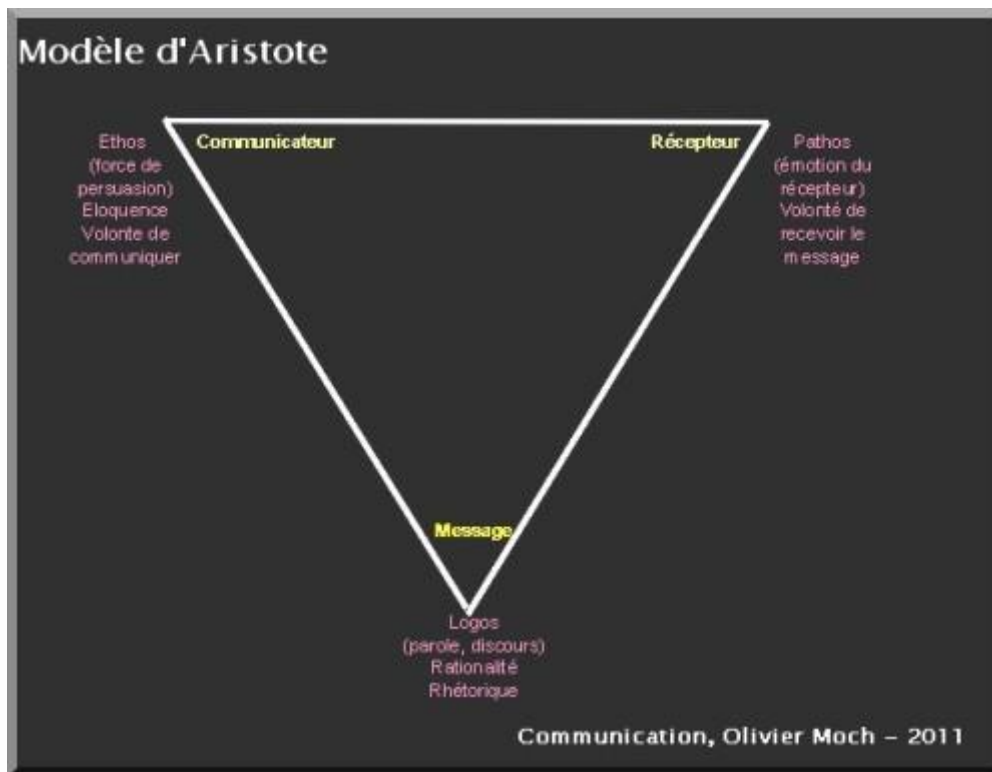 Modèle d'Aristote
Ethos
(force de
persuasion)
Eloquence
Volonte de
communiquer
Communicateur
Récepteur
Pathos
(émotion du
récepteur)
Volonté de
recevoir le
message
Message
Logos
(parole, discours)
Rationalité
Rhétorique
Communication, Olivier Moch – 2011